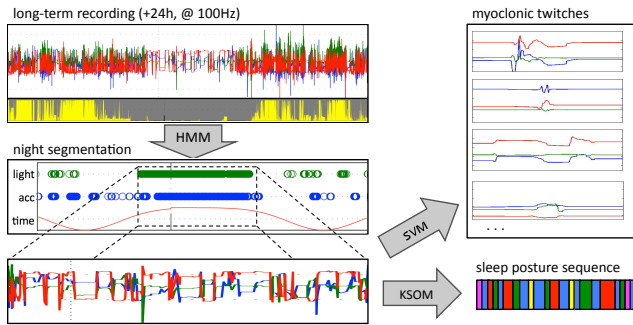 long-term recording (+24h, @ 100Hz)
myoclonic twitches
HMM
night segmentation
light
acc
time
SVM
. . .
KSOM
sleep posture sequence